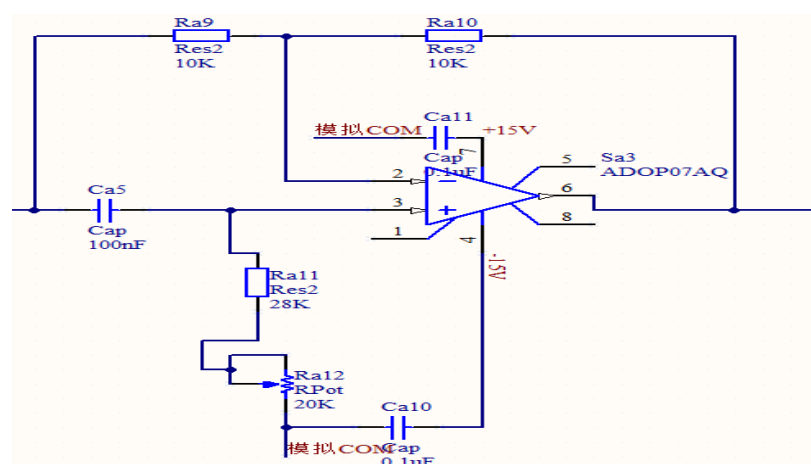 Ra9
Res2
10K
Ra10
Res2
10K
模拟COM
Ca11
Cap
0.1uF
+15V
7
Sa3
ADOP07AQ
2
3
1
5
6
8
4
-15V
Ca5
Cap
100nF
Ra11
Res2
28K
Ra12
RPot
20K
模拟COM
Ca10
Cap
0.1uF